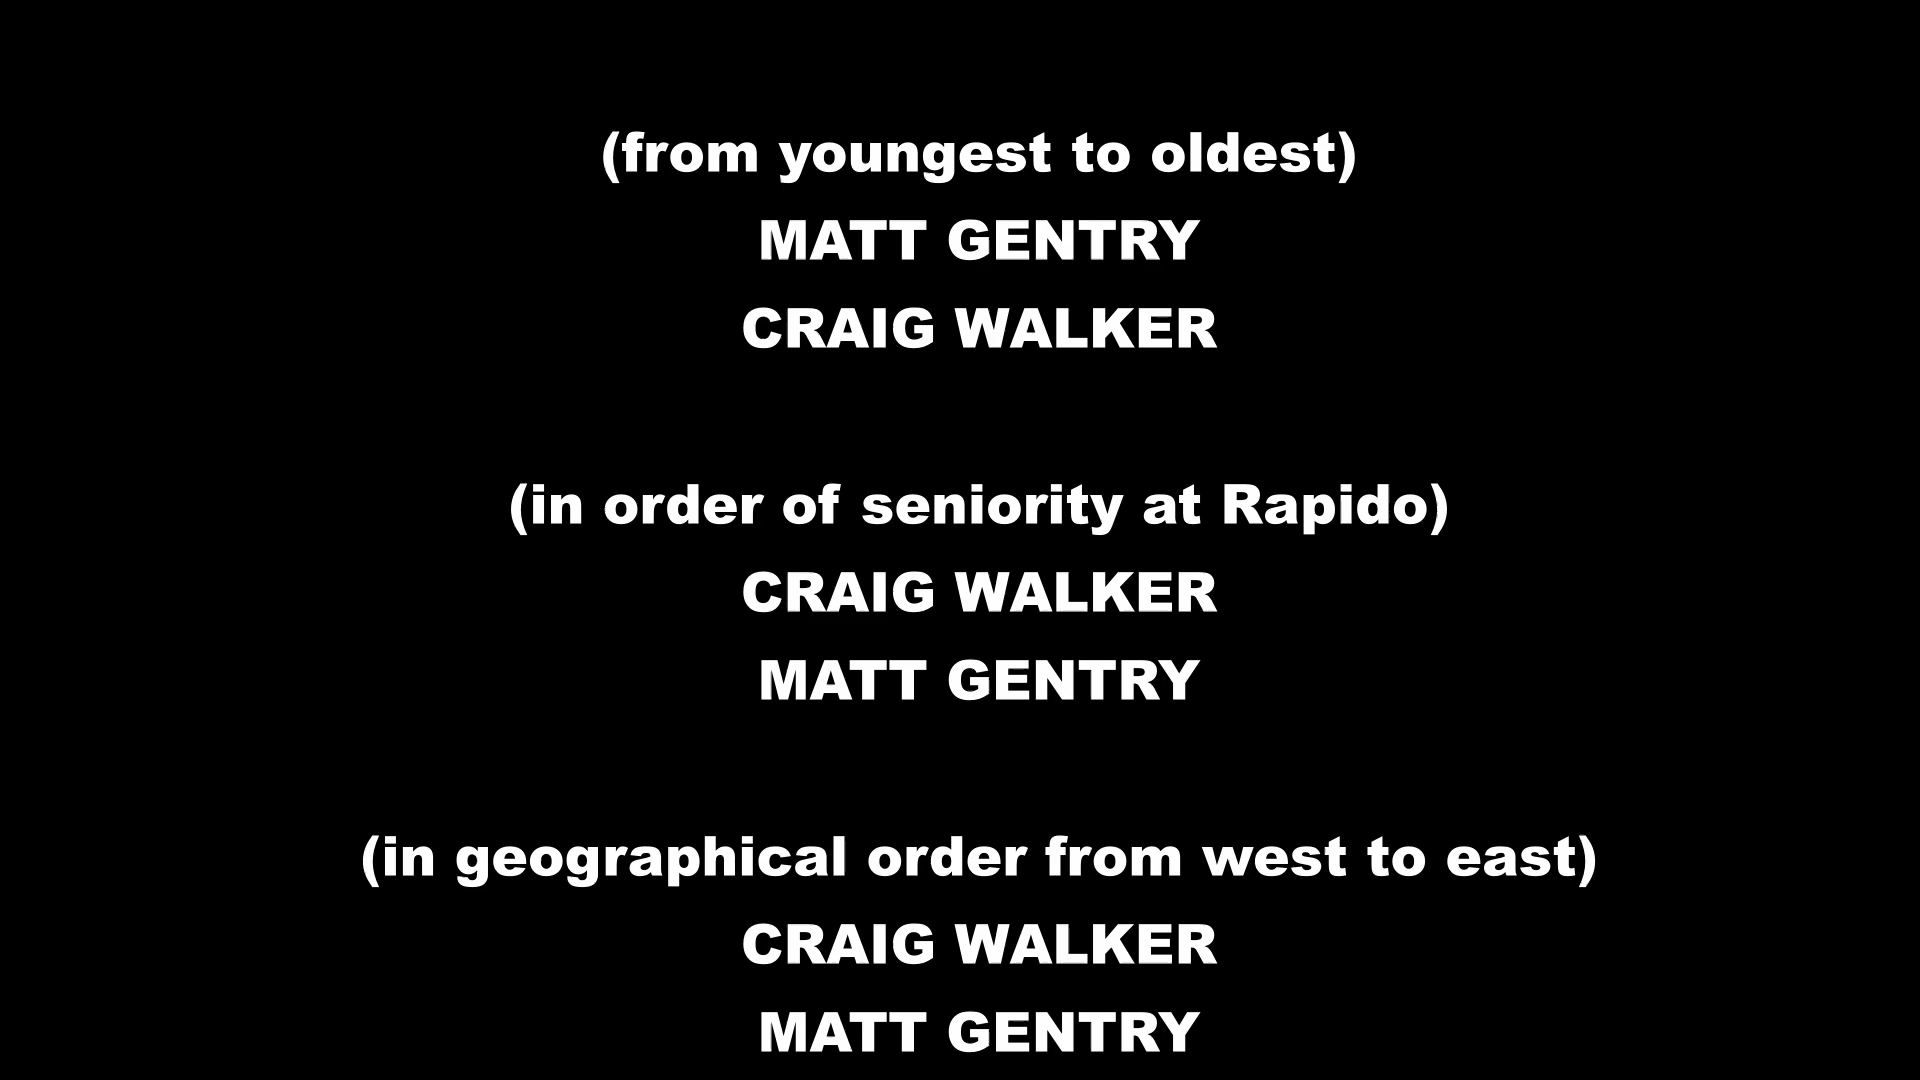 (from youngest to oldest)
MATT GENTRY
CRAIG WALKER
(in order of seniority at Rapido)
CRAIG WALKER
MATT GENTRY
(in geographical order from west to east)
CRAIG WALKER
MATT GENTRY